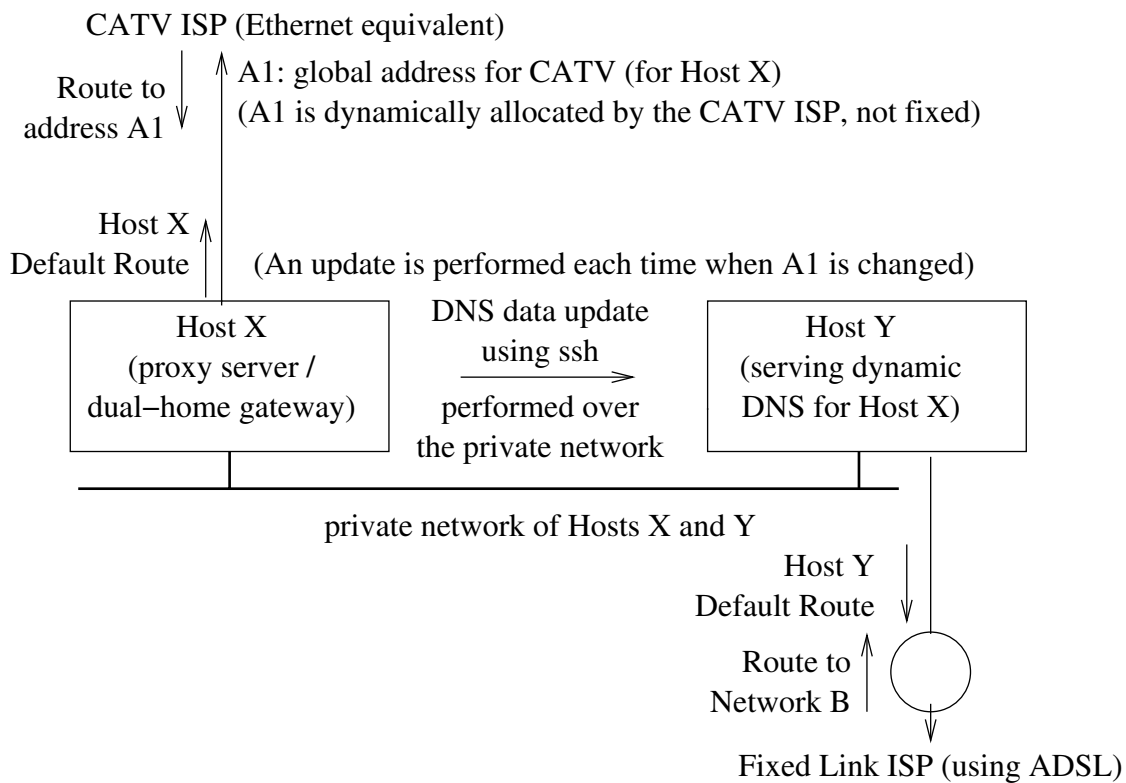 CATV ISP (Ethernet equivalent)
Route to
address A1
A1: global address for CATV (for Host X)
(A1 is dynamically allocated by the CATV ISP, not fixed)
Host X
Default Route
(An update is performed each time when A1 is changed)
Host X
(proxy server /
dual−home gateway)
DNS data update
using ssh
performed over
the private network
Host Y
(serving dynamic
DNS for Host X)
private network of Hosts X and Y
Host Y
Default Route
Route to
Network B
Fixed Link ISP (using ADSL)